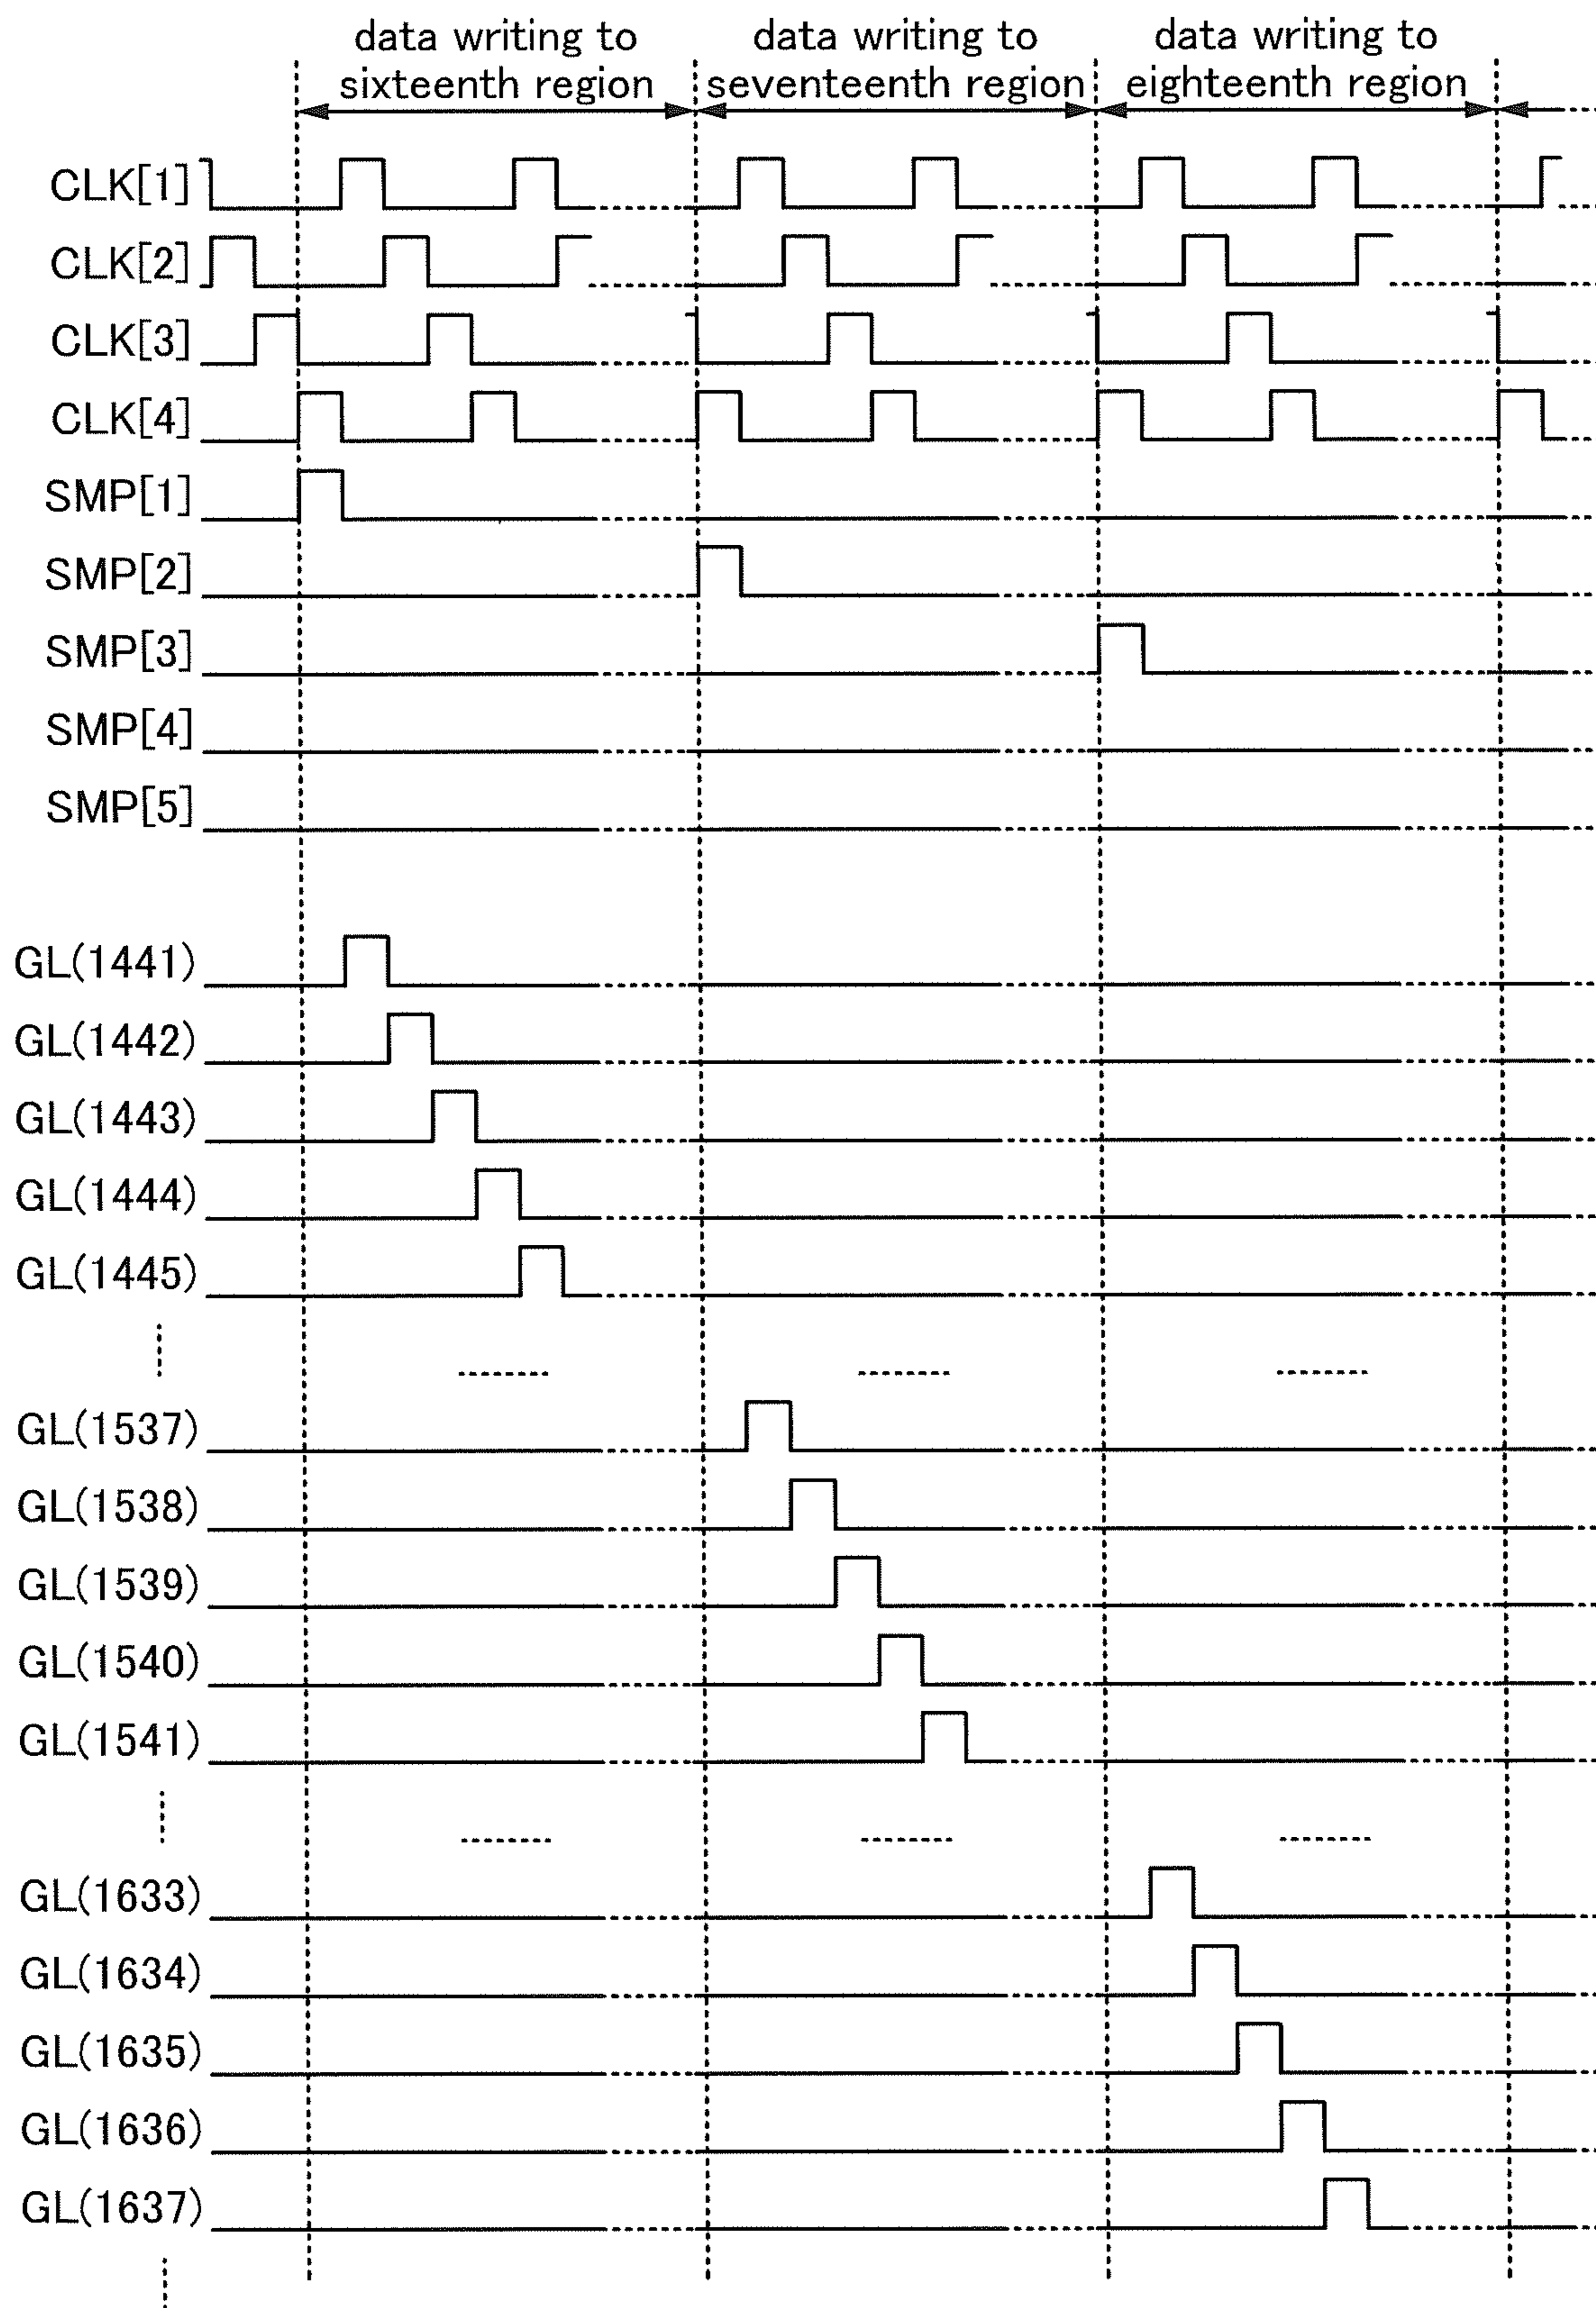 data writing to
sixteenth region
data writing to
seventeenth region
data writing to
eighteenth region
CLK[1]
CLK[2]
CLK[3]
CLK[4]
SMP[1]
SMP[2]
SMP[3]
SMP[4]
SMP[5]
GL(1441)
GL(1442)
GL(1443)
GL(1444)
GL(1445)
GL(1537)
GL(1538)
GL(1539)
GL(1540)
GL(1541)
GL(1633)
GL(1634)
GL(1635)
GL(1636)
GL(1637)